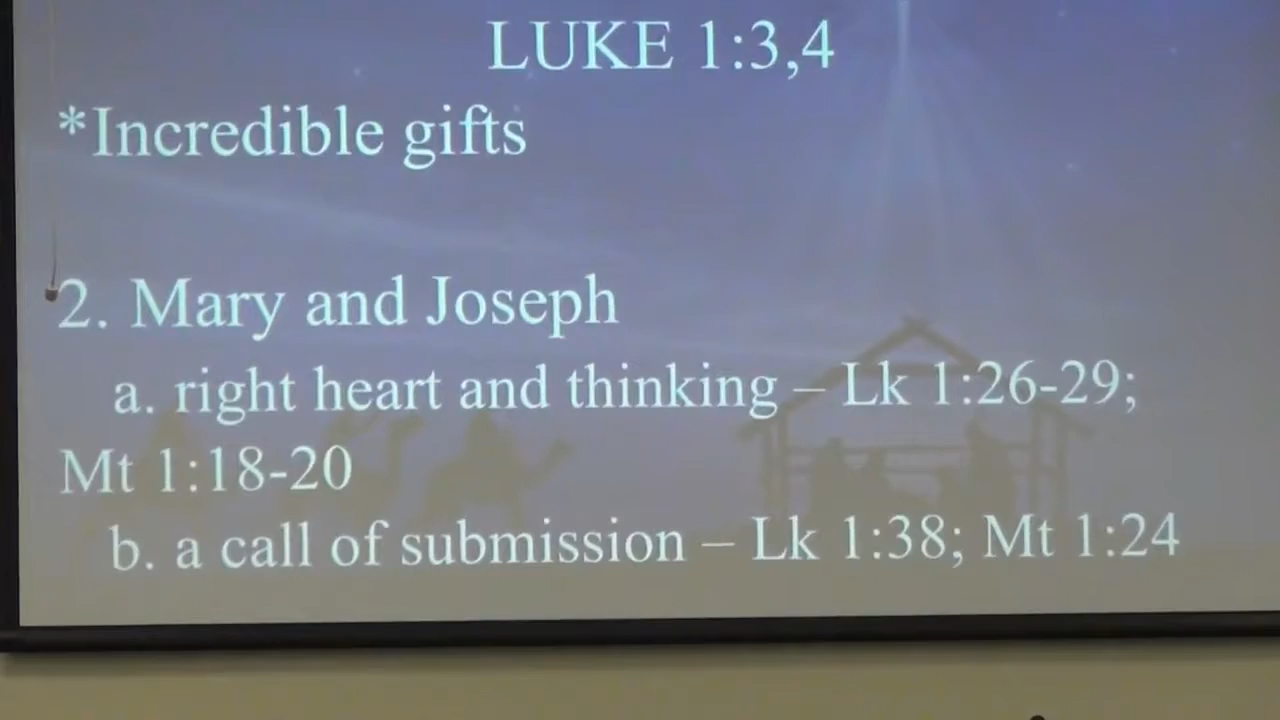 LUKE 1:3,4
*Incredible gifts
2. Mary and Joseph
a. right heart and thinking – Lk 1:26-29;
Mt 1:18-20
b. a call of submission – Lk 1:38; Mt 1:24